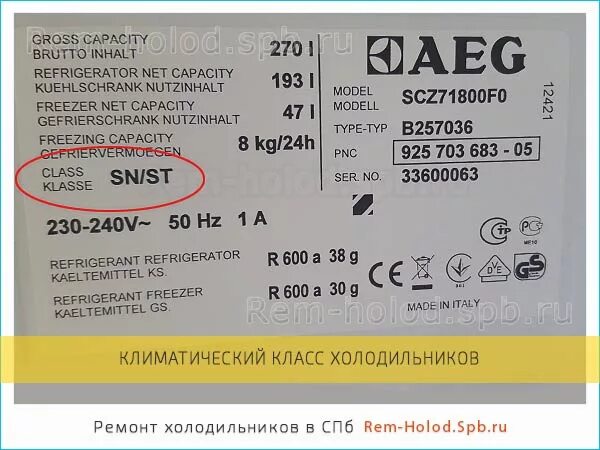 Rem-holod.spb.ru
GROSS CAPACITY
BRUTTO INHALT 270 l
REFRIGERATOR NET CAPACITY
KUEHLSCHRANK NUTZINHALT 193 l
FREEZER NET CAPACITY
GEFRIERSCHRANK NUTZINHALT 47 l
FREEZING CAPACITY
GEFRIERVERMOEGEN 8 kg/24h
CLASS
KLASSE SN/ST
230-240V~ 50 Hz 1 A
REFRIGERANT REFRIGERATOR
KAELTEMITTEL KS. R 600 a 38 g
REFRIGERANT FREEZER
KAELTEMITTEL GS. R 600 a 30 g
AEG
MODEL
MODELL SCZ71800F0
TYPE-TYP B257036
PNC 925 703 683 - 05
SER NO. 33600063
12421
CE
DVE
GS
MADE IN ITALY
Rem-holod.spb.ru
КЛИМАТИЧЕСКИЙ КЛАСС ХОЛОДИЛЬНИКОВ
Ремонт холодильников в СПб Rem-Holod.Spb.ru